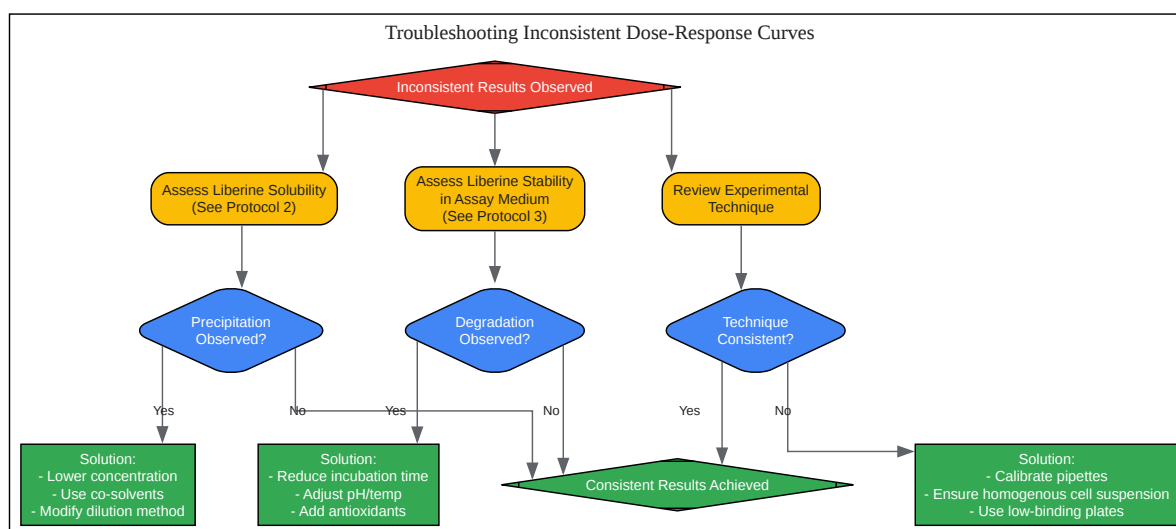 Troubleshooting Inconsistent Dose-Response Curves
Inconsistent Results Observed
Assess Liberine Solubility
(See Protocol 2)
Assess Liberine Stability
in Assay Medium
(See Protocol 3)
Review Experimental
Technique
Precipitation
Observed?
Degradation
Observed?
Technique
Consistent?
Yes
No
Yes
No
Yes
No
Solution:
- Lower concentration
- Use co-solvents
- Modify dilution method
Solution:
- Reduce incubation time
- Adjust pH/temp
- Add antioxidants
Consistent Results Achieved
Solution:
- Calibrate pipettes
- Ensure homogenous cell suspension
- Use low-binding plates